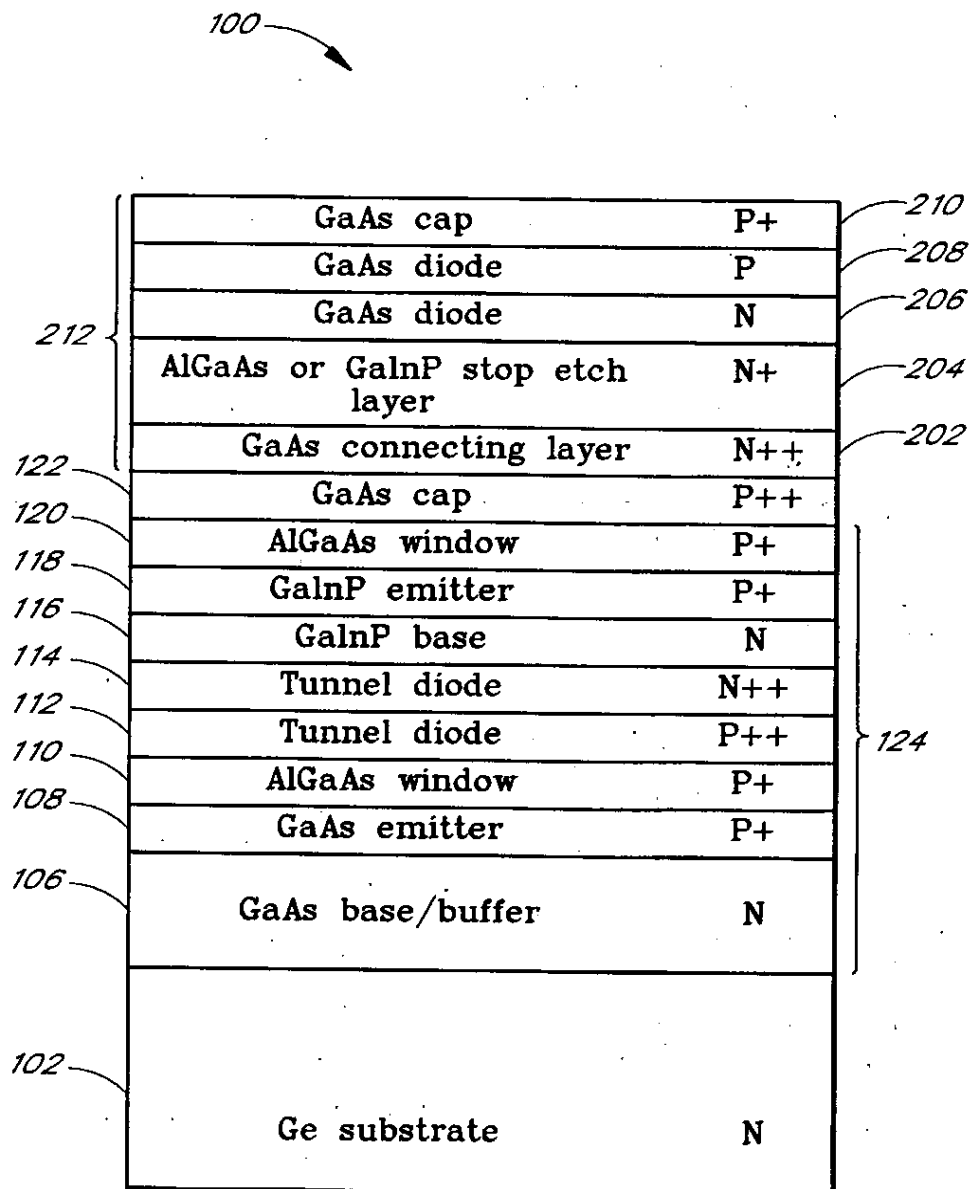 100
GaAs cap P+ 210
GaAs diode P 208
GaAs diode N 206
212
AlGaAs or GaInP stop etch layer N+ 204
GaAs connecting layer N++ 202
122
GaAs cap P++
120
AlGaAs window P+
118
GaInP emitter P+
116
GaInP base N
114
Tunnel diode N++
112
Tunnel diode P++ 124
110
AlGaAs window P+
108
GaAs emitter P+
106
GaAs base/buffer N
102
Ge substrate N